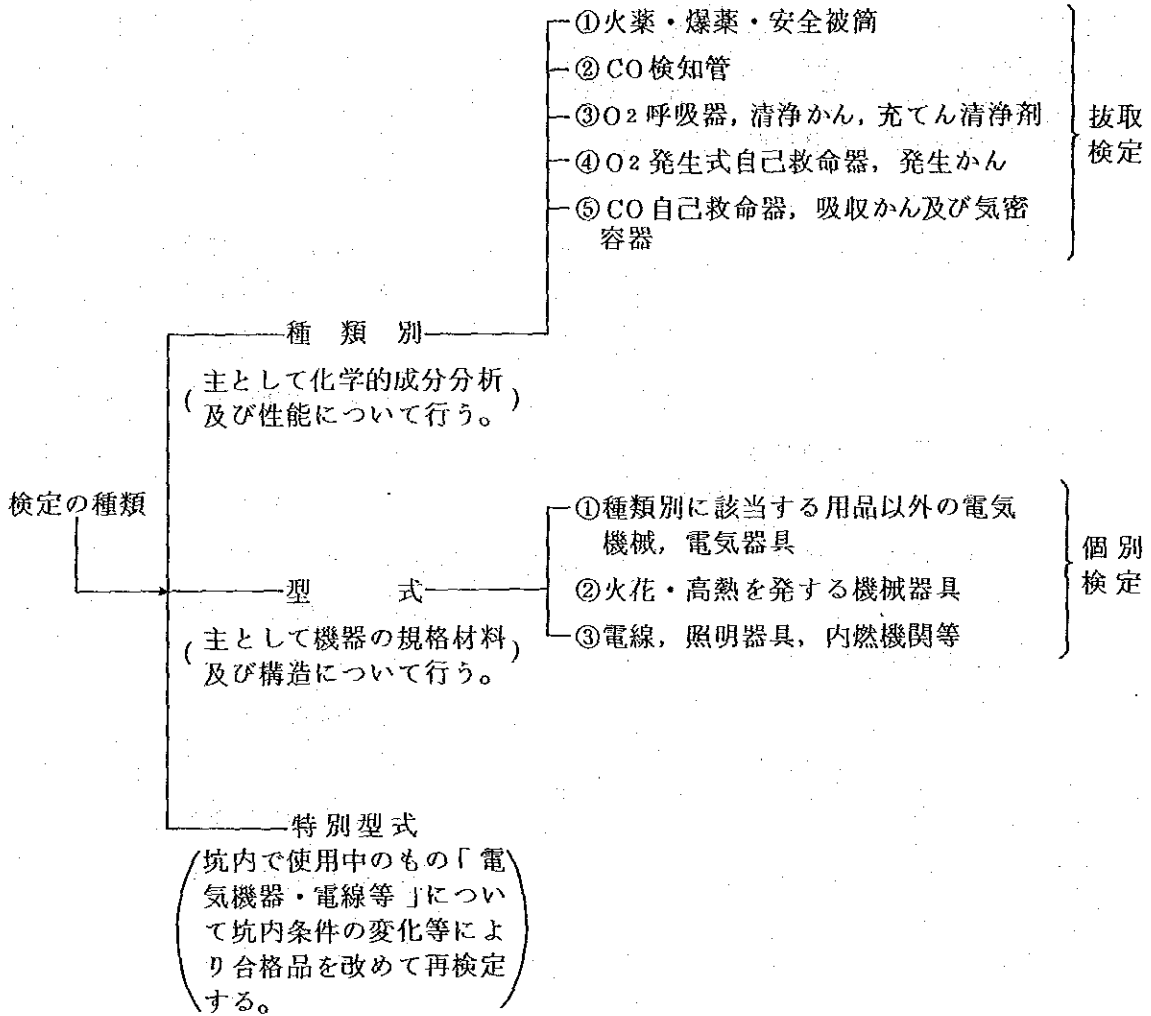 ①火薬・爆薬・安全被筒
②CO検知管
③O2呼吸器,清浄かん,充てん清浄剤
④O2発生式自己救命器,発生かん
⑤CO自己救命器,吸収かん及び気密
容器
抜取
検定
種類別
(主として化学的成分分析
及び性能について行う。)
検定の種類
①種類別に該当する用品以外の電気
機械,電気器具
②火花・高熱を発する機械器具
③電線,照明器具,内燃機関等
個別
検定
型式
(主として機器の規格材料
及び構造について行う。)
特別型式
(坑内で使用中のもの「電
気機器・電線等」につい
て坑内条件の変化等によ
り合格品を改めて再検定
する。)